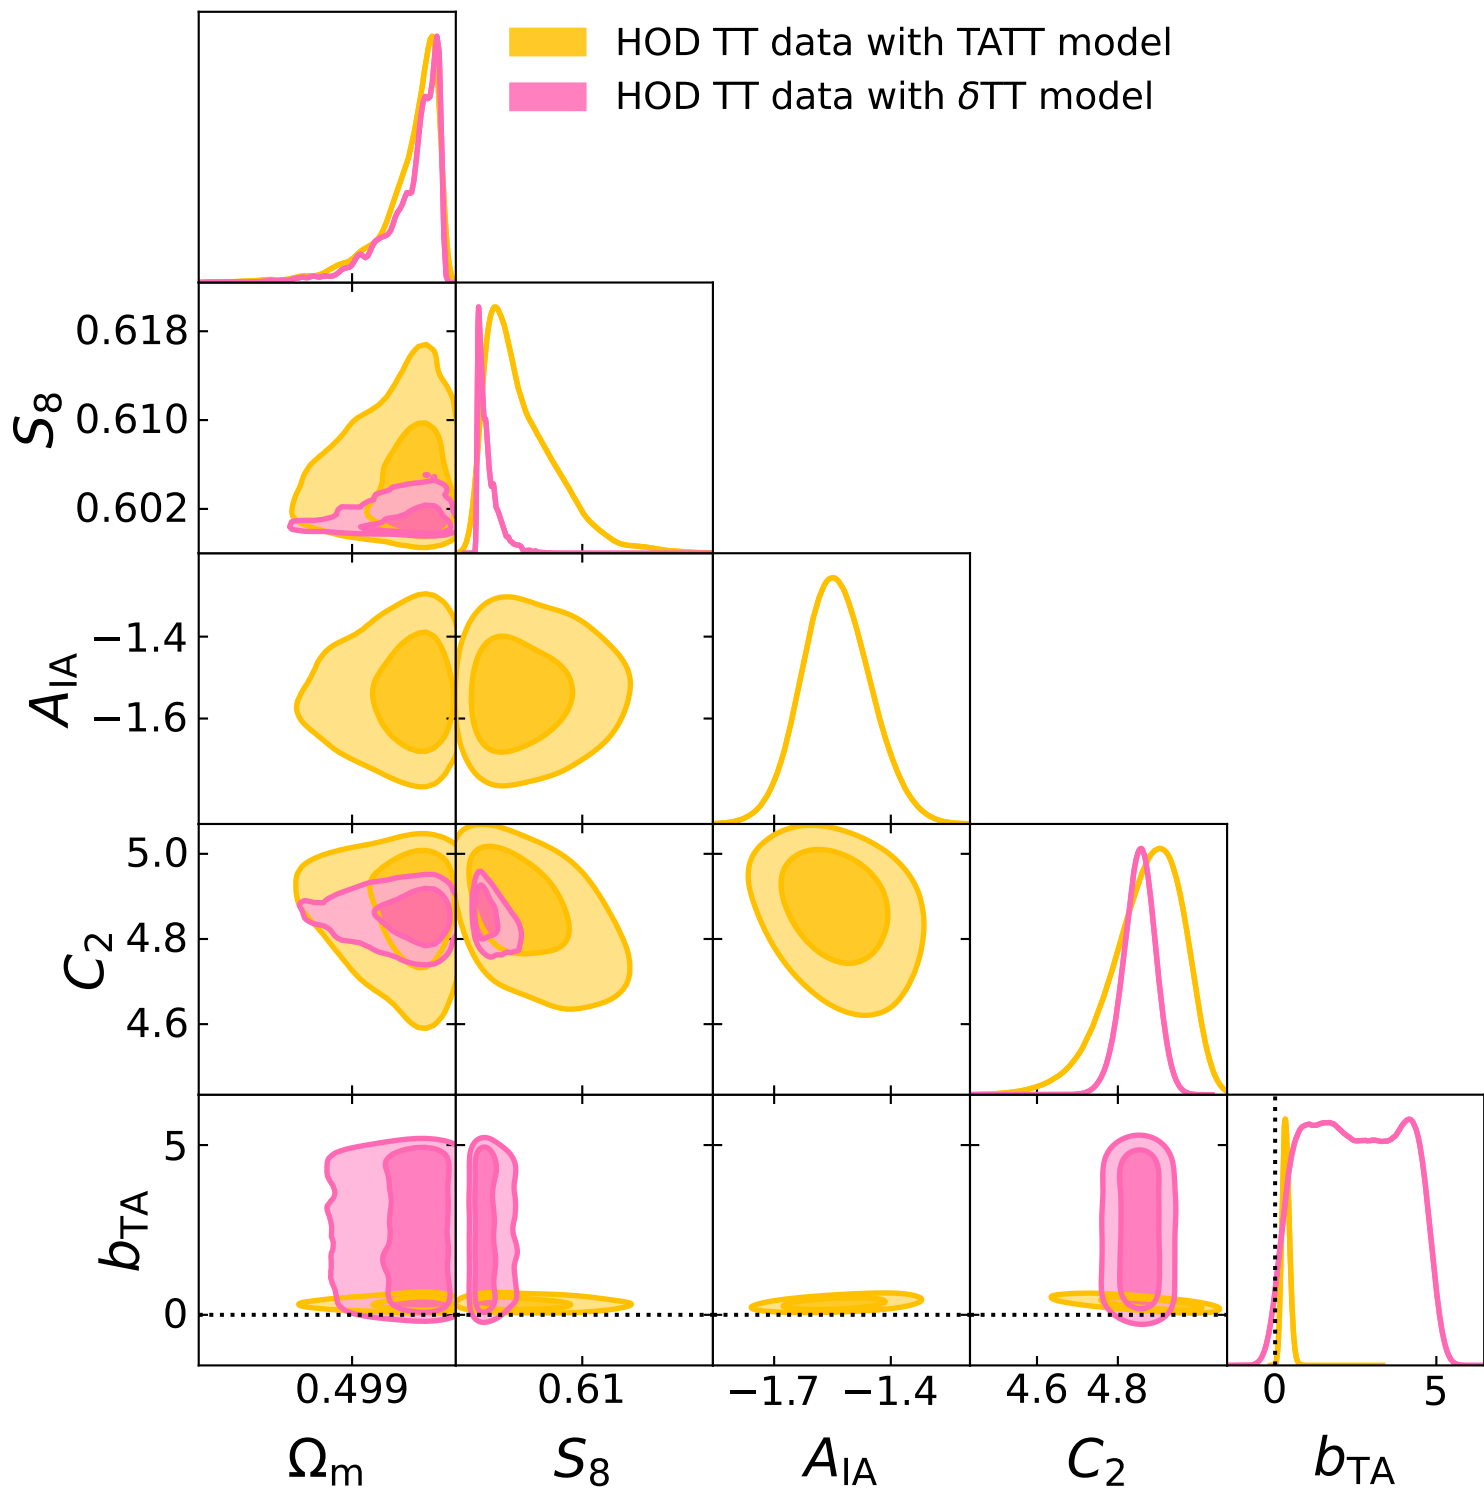 HOD TT data with TATT model
HOD TT data with δTT model
0.618
0.610
0.602
S8
−1.4
−1.6
AIA
5.0
4.8
4.6
C2
5
0
bTA
0.499
0.61
−1.7 −1.4
4.6 4.8
0 5
Ωm
S8
AIA
C2
bTA